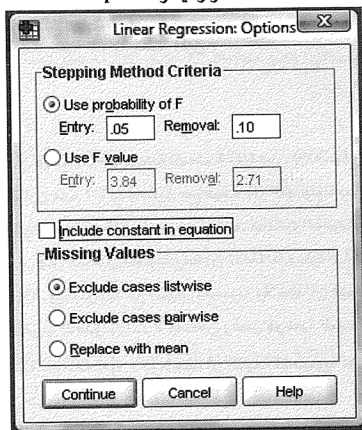 Linear Regression: Options
Stepping Method Criteria
Use probability of F
Entry: .05 Removal: .10
Use F value
Entry: 3.84 Removal: 2.71
Include constant in equation
Missing Values
Exclude cases listwise
Exclude cases pairwise
Replace with mean
Continue Cancel Help